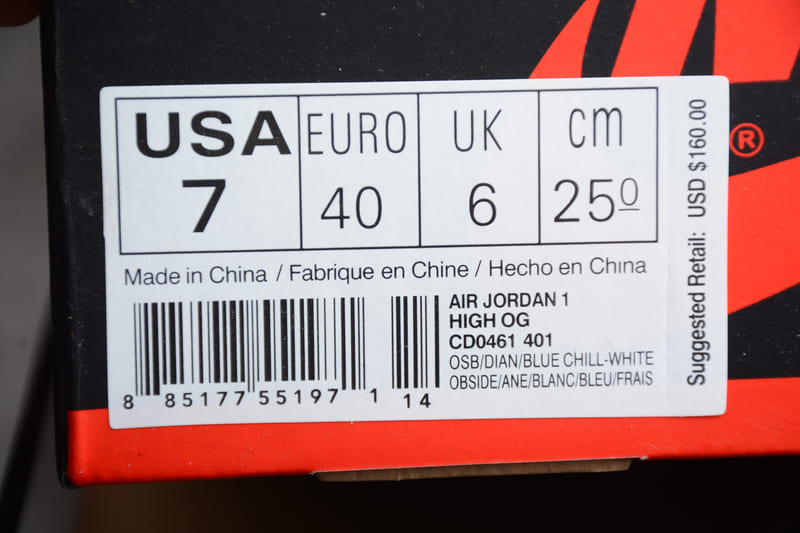 USA EURO UK cm
7 40 6 25⁰
Made in China / Fabrique en Chine / Hecho en China
AIR JORDAN 1
HIGH OG
CD0461 401
OSB/DIAN/BLUE CHILL-WHITE
OBSIDE/ANE/BLANC/BLEU/FRAIS
8 85177 55197 1 14
Suggested Retail: USD $160.00
®